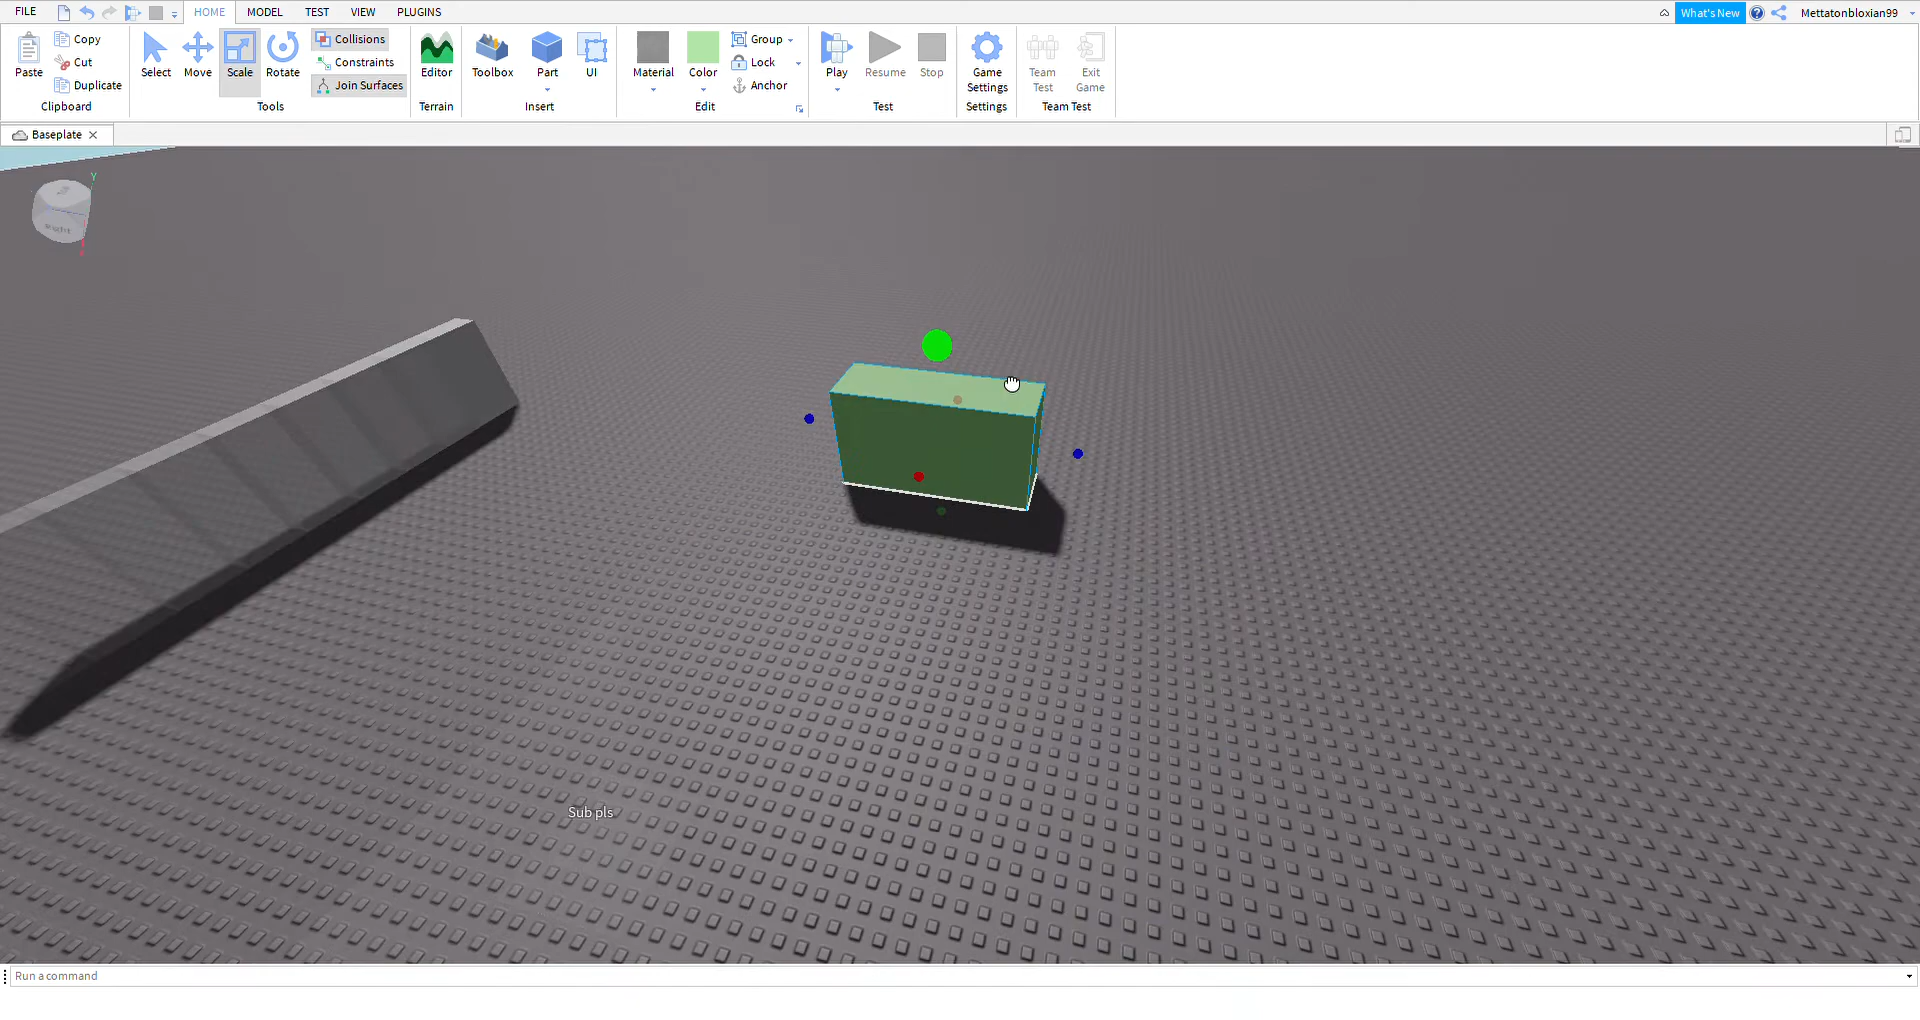 FILE HOME MODEL TEST VIEW PLUGINS What's New Mettatonbloxian99
Paste Copy Cut Duplicate Clipboard
Select Move Scale Rotate Collisions Constraints Join Surfaces Tools
Editor Terrain
Toolbox Part UI Insert
Material Color Group Lock Anchor Edit
Play Resume Stop Test
Game Settings Settings
Team Test Exit Game Team Test
Baseplate
Y
Right
Sub pls
Run a command